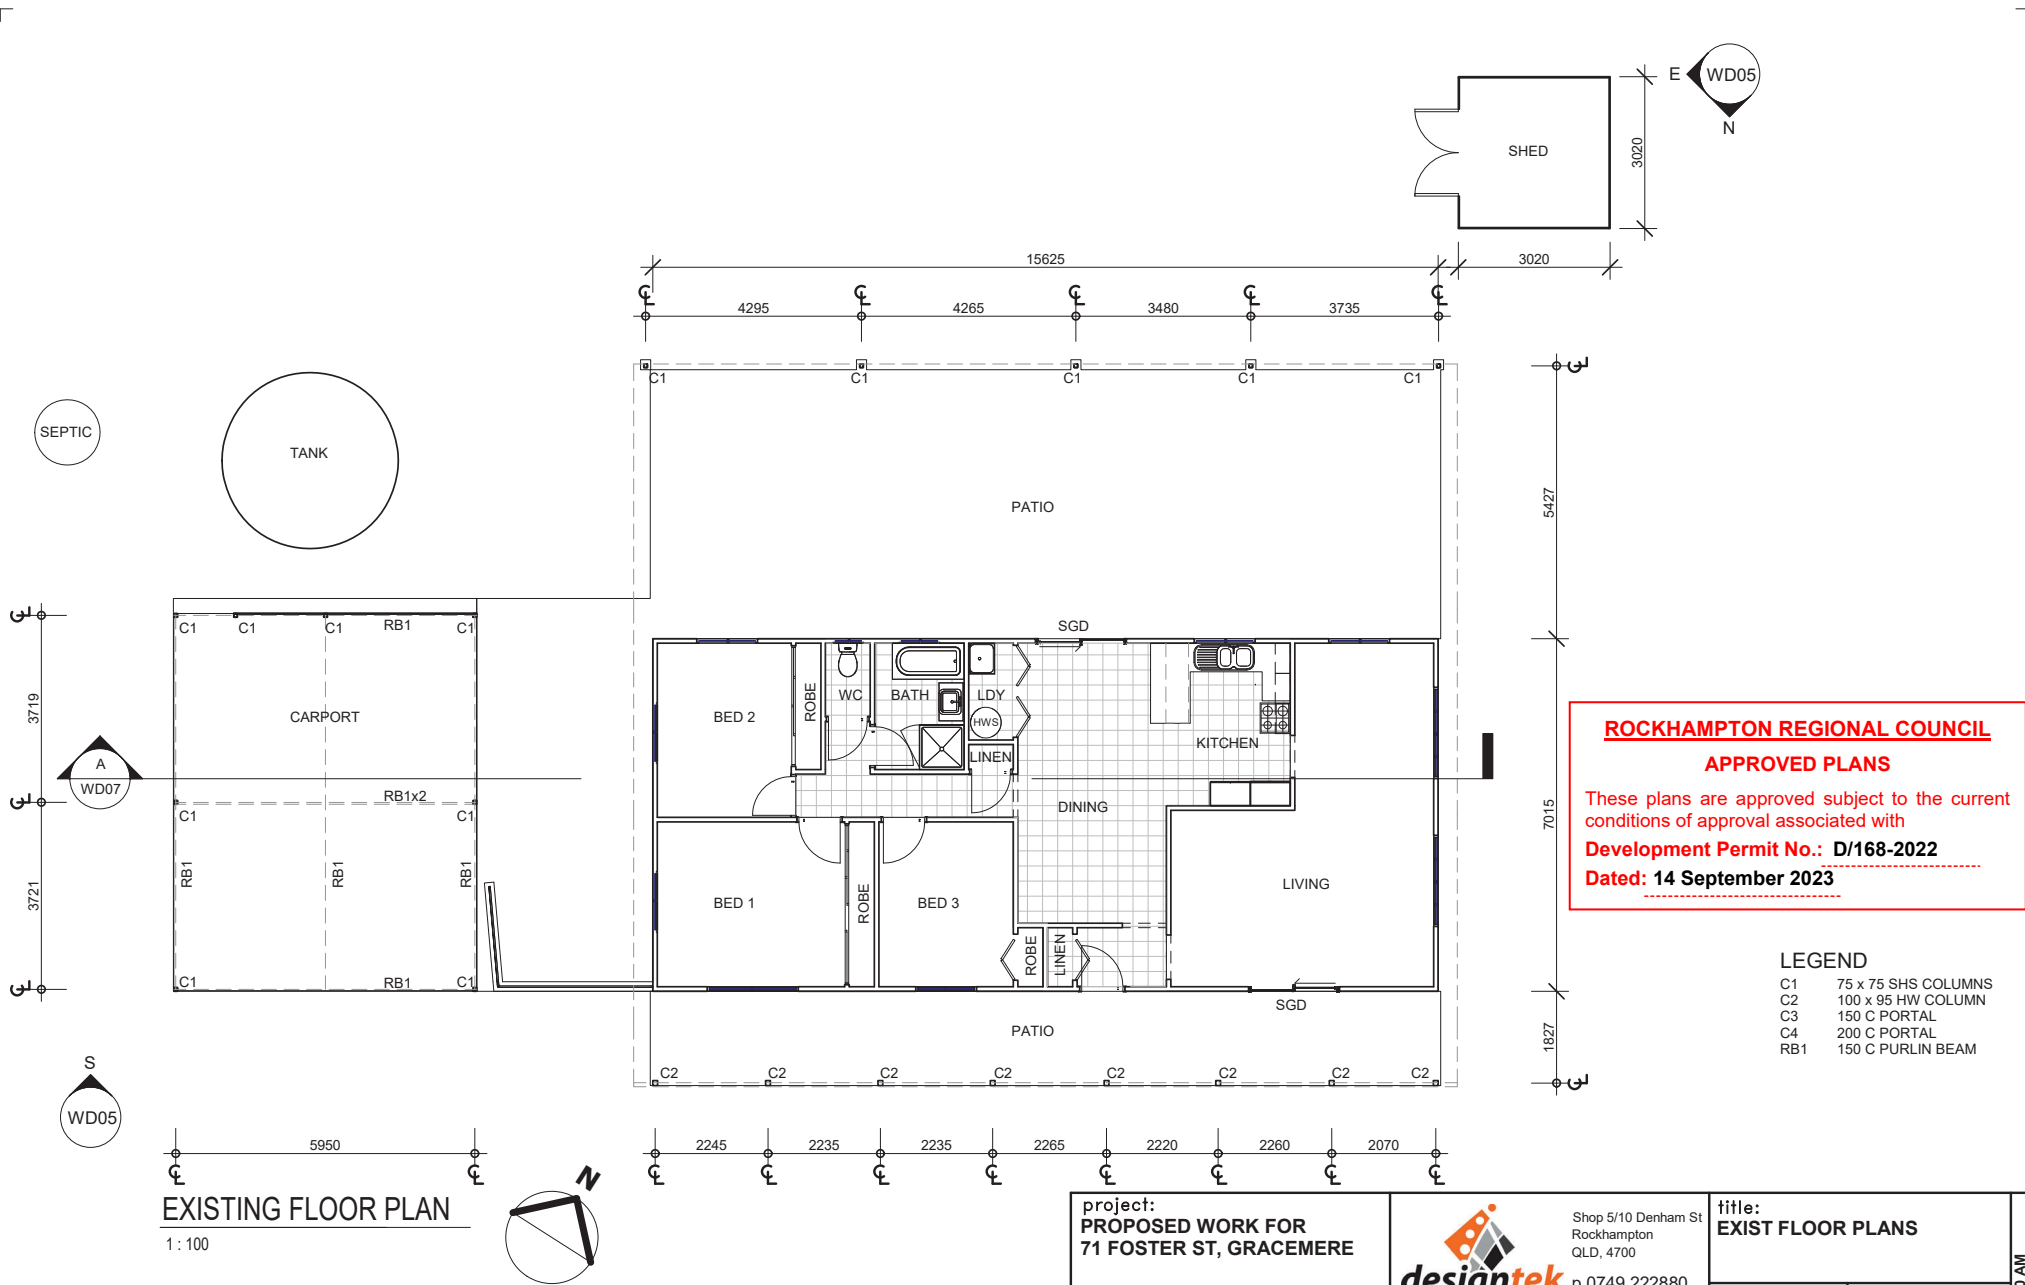 E
WD05
N
SHED
3020
15625
3020
4295
4265
3480
3735
C1
C1
C1
C1
C1
SEPTIC
TANK
PATIO
5427
SGD
C1
C1
C1
RB1
C1
3719
CARPORT
A
WD07
RB1x2
C1
C1
RB1
RB1
RB1
3721
C1
RB1
C1
BED 2
ROBE
WC
BATH
LDY
HWS
LINEN
KITCHEN
DINING
7015
BED 1
ROBE
BED 3
LIVING
ROBE
LINEN
SGD
PATIO
1827
C2
C2
C2
C2
C2
C2
C2
C2
S
WD05
5950
2245
2235
2235
2265
2220
2260
2070
ROCKHAMPTON REGIONAL COUNCIL
APPROVED PLANS
These plans are approved subject to the current
conditions of approval associated with
Development Permit No.: D/168-2022
Dated: 14 September 2023
LEGEND
C1 75 x 75 SHS COLUMNS
C2 100 x 95 HW COLUMN
C3 150 C PORTAL
C4 200 C PORTAL
RB1 150 C PURLIN BEAM
EXISTING FLOOR PLAN
1 : 100
N
project:
PROPOSED WORK FOR
71 FOSTER ST, GRACEMERE
designtek
Shop 5/10 Denham St
Rockhampton
QLD, 4700
p 0749 222880
title:
EXIST FLOOR PLANS
AM